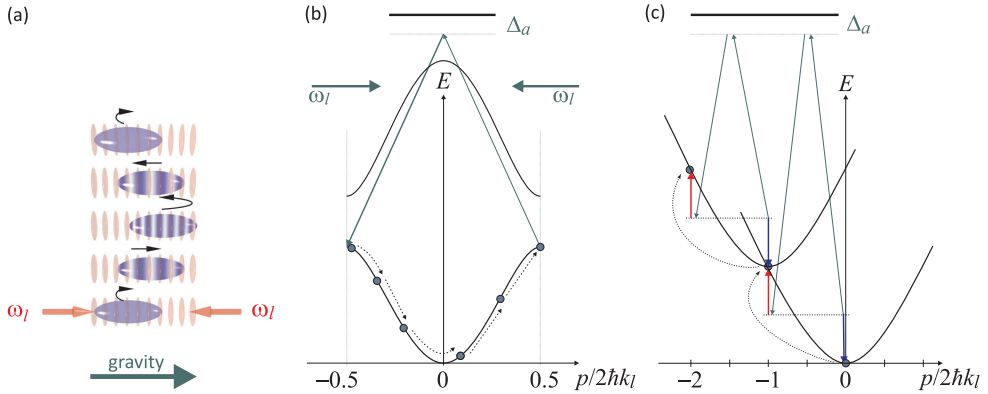 (a)
ωl
ωl
gravity
(b)
Δa
E
ωl
ωl
−0.5
0
0.5
p/2ħkl
(c)
Δa
E
−2
−1
0
p/2ħkl